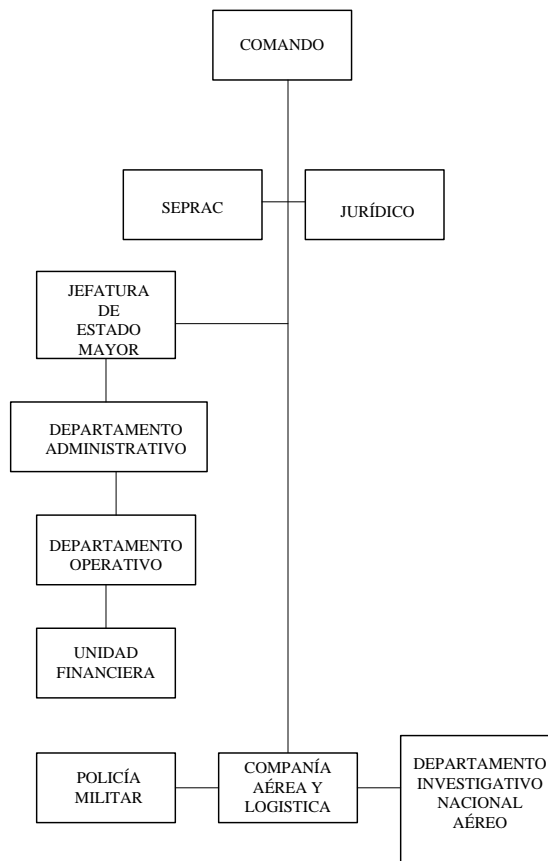 COMANDO
SEPRAC
JURÍDICO
JEFATURA
DE
ESTADO
MAYOR
DEPARTAMENTO
ADMINISTRATIVO
DEPARTAMENTO
OPERATIVO
UNIDAD
FINANCIERA
POLICÍA
MILITAR
COMPANÍA
AÉREA Y
LOGISTICA
DEPARTAMENTO
INVESTIGATIVO
NACIONAL
AÉREO